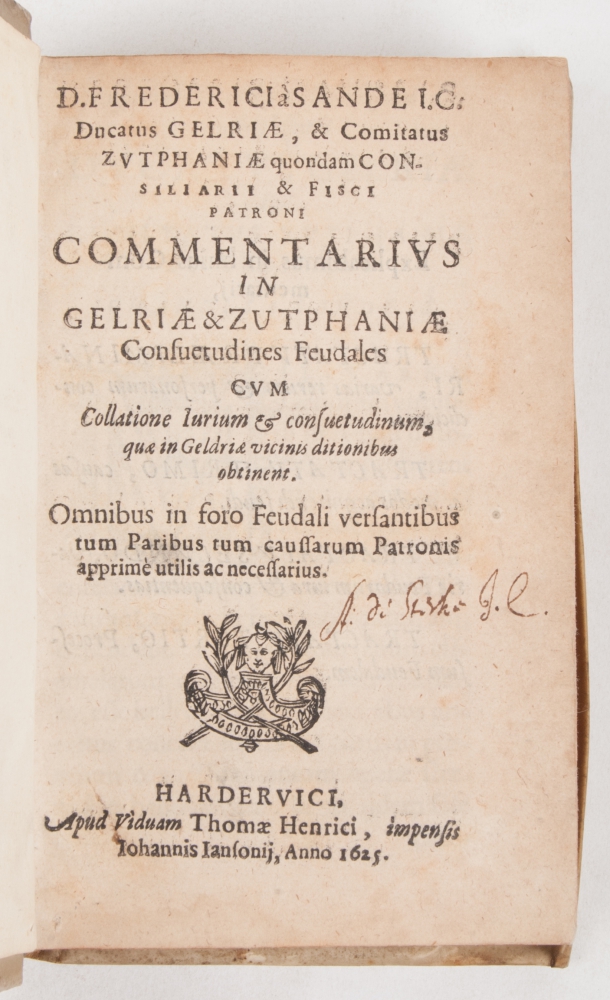 D. FREDERICI à SANDE I.C.
Ducatus GELRIÆ, & Comitatus
ZVTPHANIÆ quondam CON-
SILIARII & FISCI
PATRONI
COMMENTARIVS
IN
GELRIÆ & ZUTPHANIÆ
Conſuetudines Feudales
CVM
Collatione Iurium & conſuetudinum,
quæ in Geldriæ vicinis ditionibus
obtinent.
Omnibus in foro Feudali verſantibus
tum Paribus tum cauſſarum Patronis
apprimè utilis ac neceſſarius.
A. di J. C.
HARDERVICI,
Apud Viduam Thomæ Henrici, impenſis
Iohannis Ianſonij, Anno 1625.